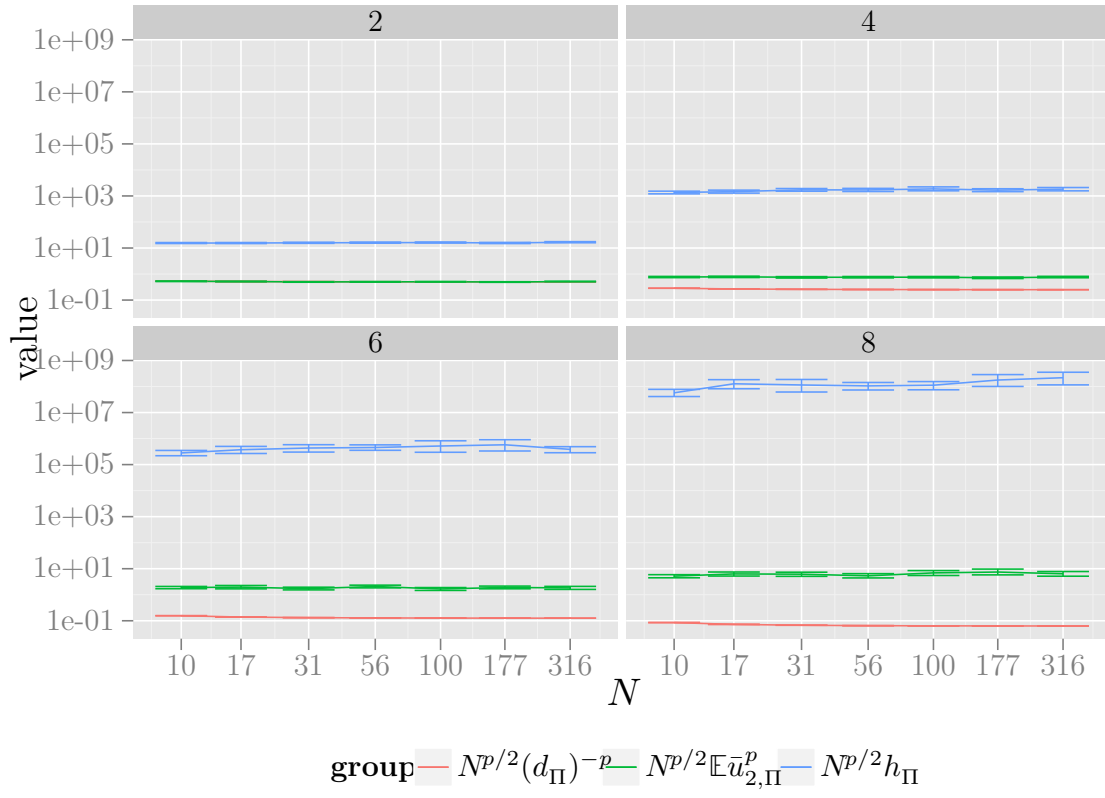 2 4
1e+09
1e+07
1e+05
1e+03
1e+01
1e−01
value
6 8
1e+09
1e+07
1e+05
1e+03
1e+01
1e−01
10 17 31 56 100 177 316 10 17 31 56 100 177 316
N
group N^{p/2}(d_Π)^{−p} N^{p/2}𝔼ū^p_{2,Π} N^{p/2}h_Π